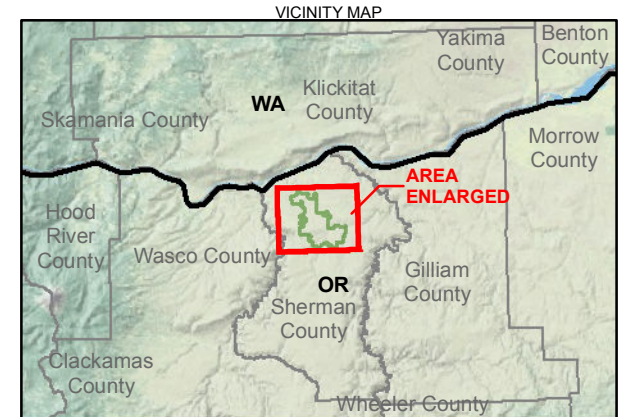 VICINITY MAP
Yakima
County
Benton
County
Klickitat
County
WA
Skamania County
Morrow
County
AREA
ENLARGED
Hood
River
County
Wasco County
OR
Gilliam
County
Sherman
County
Clackamas
County
Wheeler County